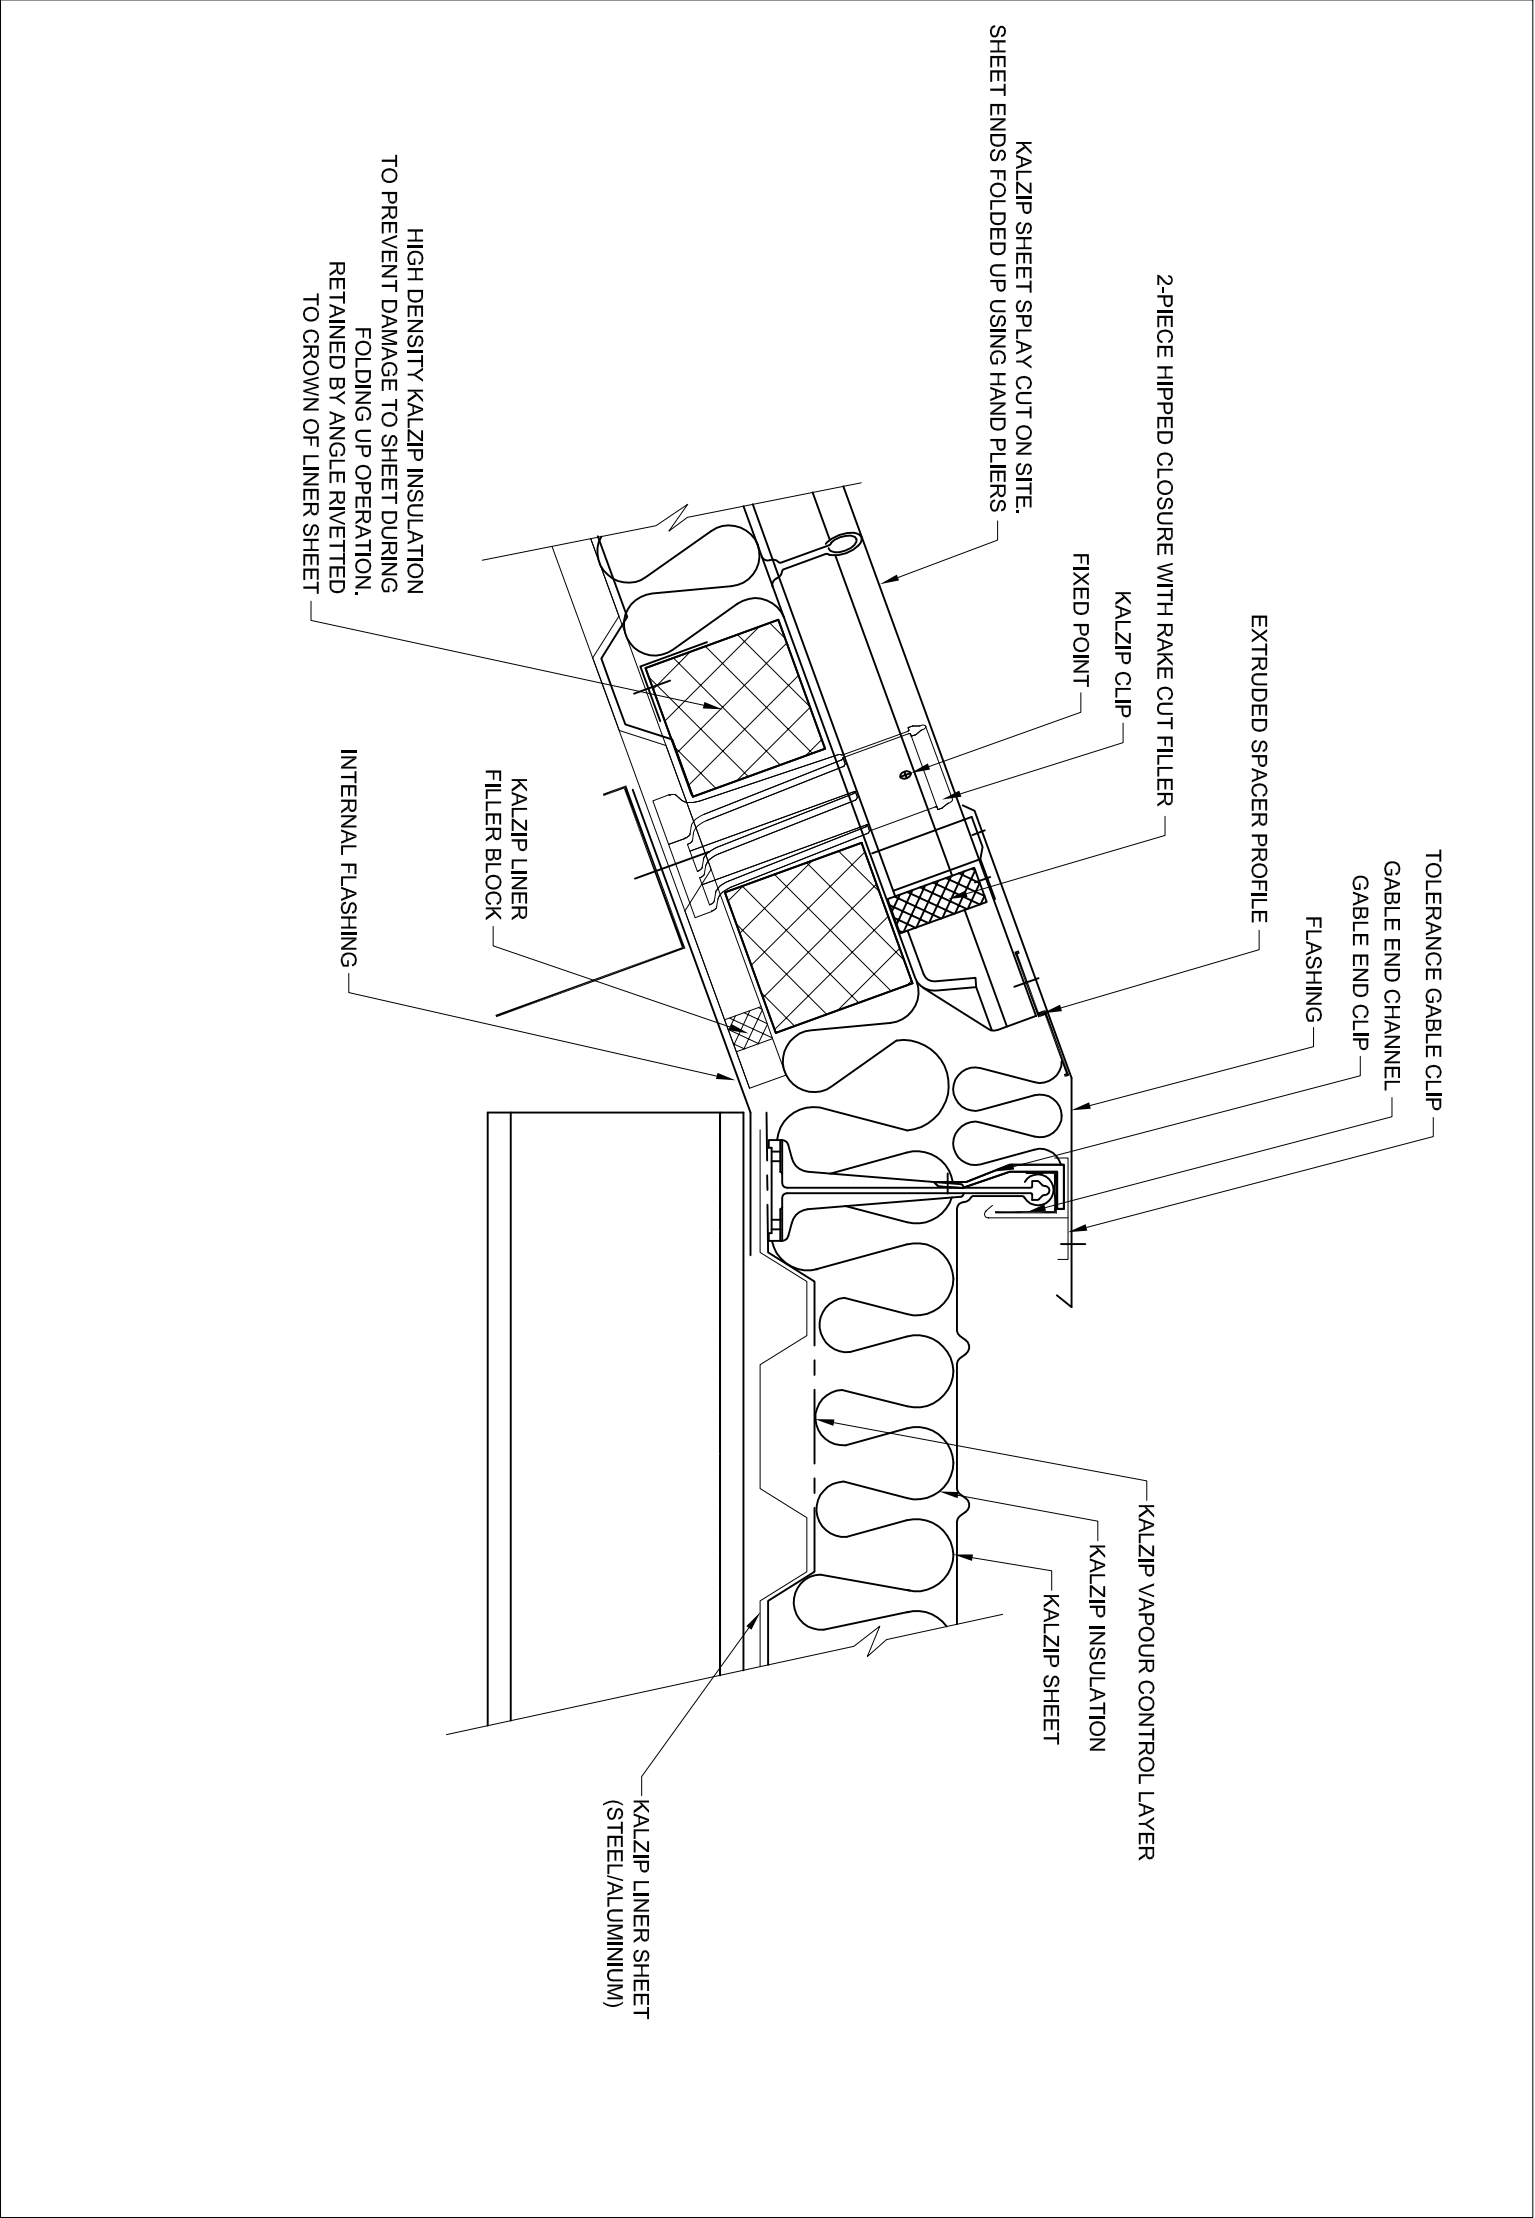 TOLERANCE GABLE CLIP
GABLE END CHANNEL
GABLE END CLIP
FLASHING
EXTRUDED SPACER PROFILE
2-PIECE HIPPED CLOSURE WITH RAKE CUT FILLER
KALZIP CLIP
FIXED POINT
KALZIP SHEET SPLAY CUT ON SITE.
SHEET ENDS FOLDED UP USING HAND PLIERS
KALZIP VAPOUR CONTROL LAYER
KALZIP INSULATION
KALZIP SHEET
KALZIP LINER SHEET
(STEEL/ALUMINIUM)
KALZIP LINER
FILLER BLOCK
INTERNAL FLASHING
HIGH DENSITY KALZIP INSULATION
TO PREVENT DAMAGE TO SHEET DURING
FOLDING UP OPERATION.
RETAINED BY ANGLE RIVETTED
TO CROWN OF LINER SHEET